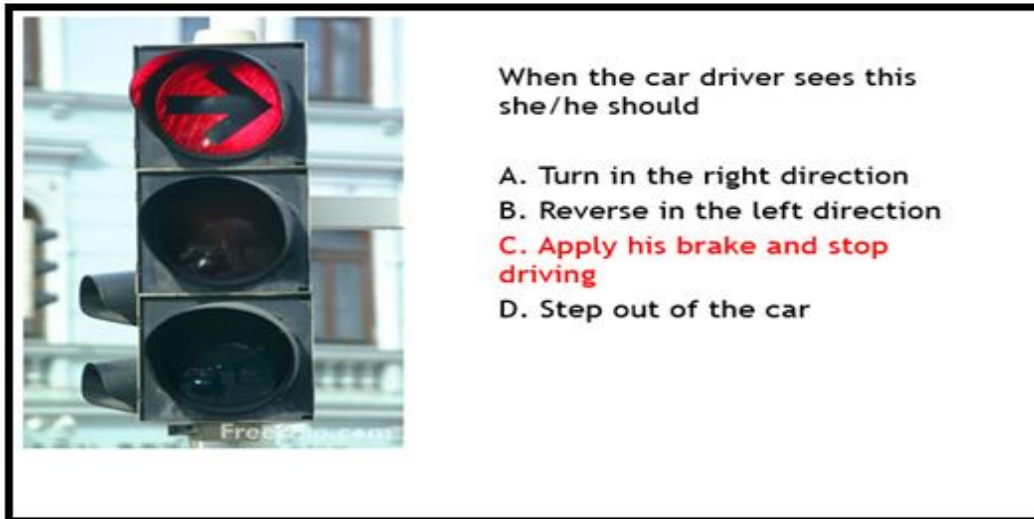 When the car driver sees this
she/he should
A. Turn in the right direction
B. Reverse in the left direction
C. Apply his brake and stop
driving
D. Step out of the car